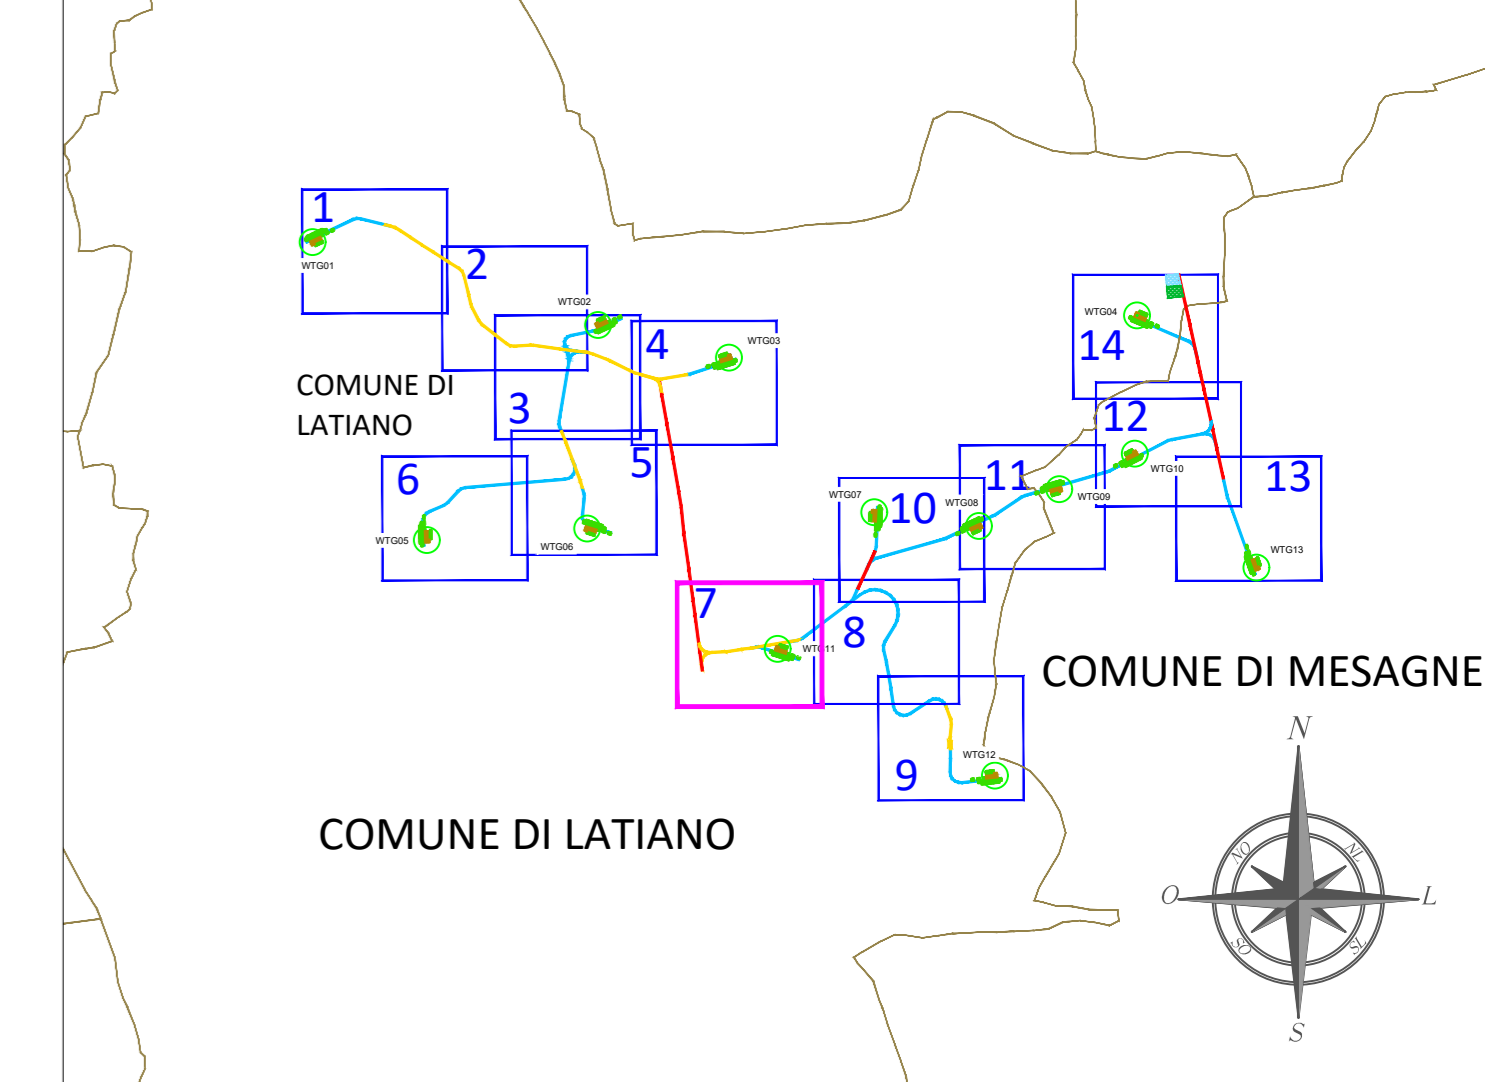 1
WTG01
2
WTG02
WTG03
4
WTG04
14
COMUNE DI
LATIANO
3
12
5
6
11
WTG10
13
WTG07
10
WTG08
WTG09
WTG05
WTG06
WTG13
7
8
WTG11
COMUNE DI MESAGNE
N
WTG12
9
COMUNE DI LATIANO
NO
NL
O
L
SO
SL
S